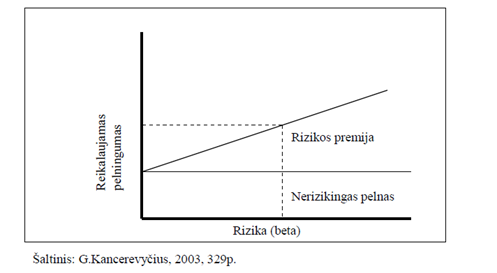 Reikalaujamas
pelningumas
Rizikos premija
Nerizikingas pelnas
Rizika (beta)
Šaltinis: G.Kancerevyčius, 2003, 329p.